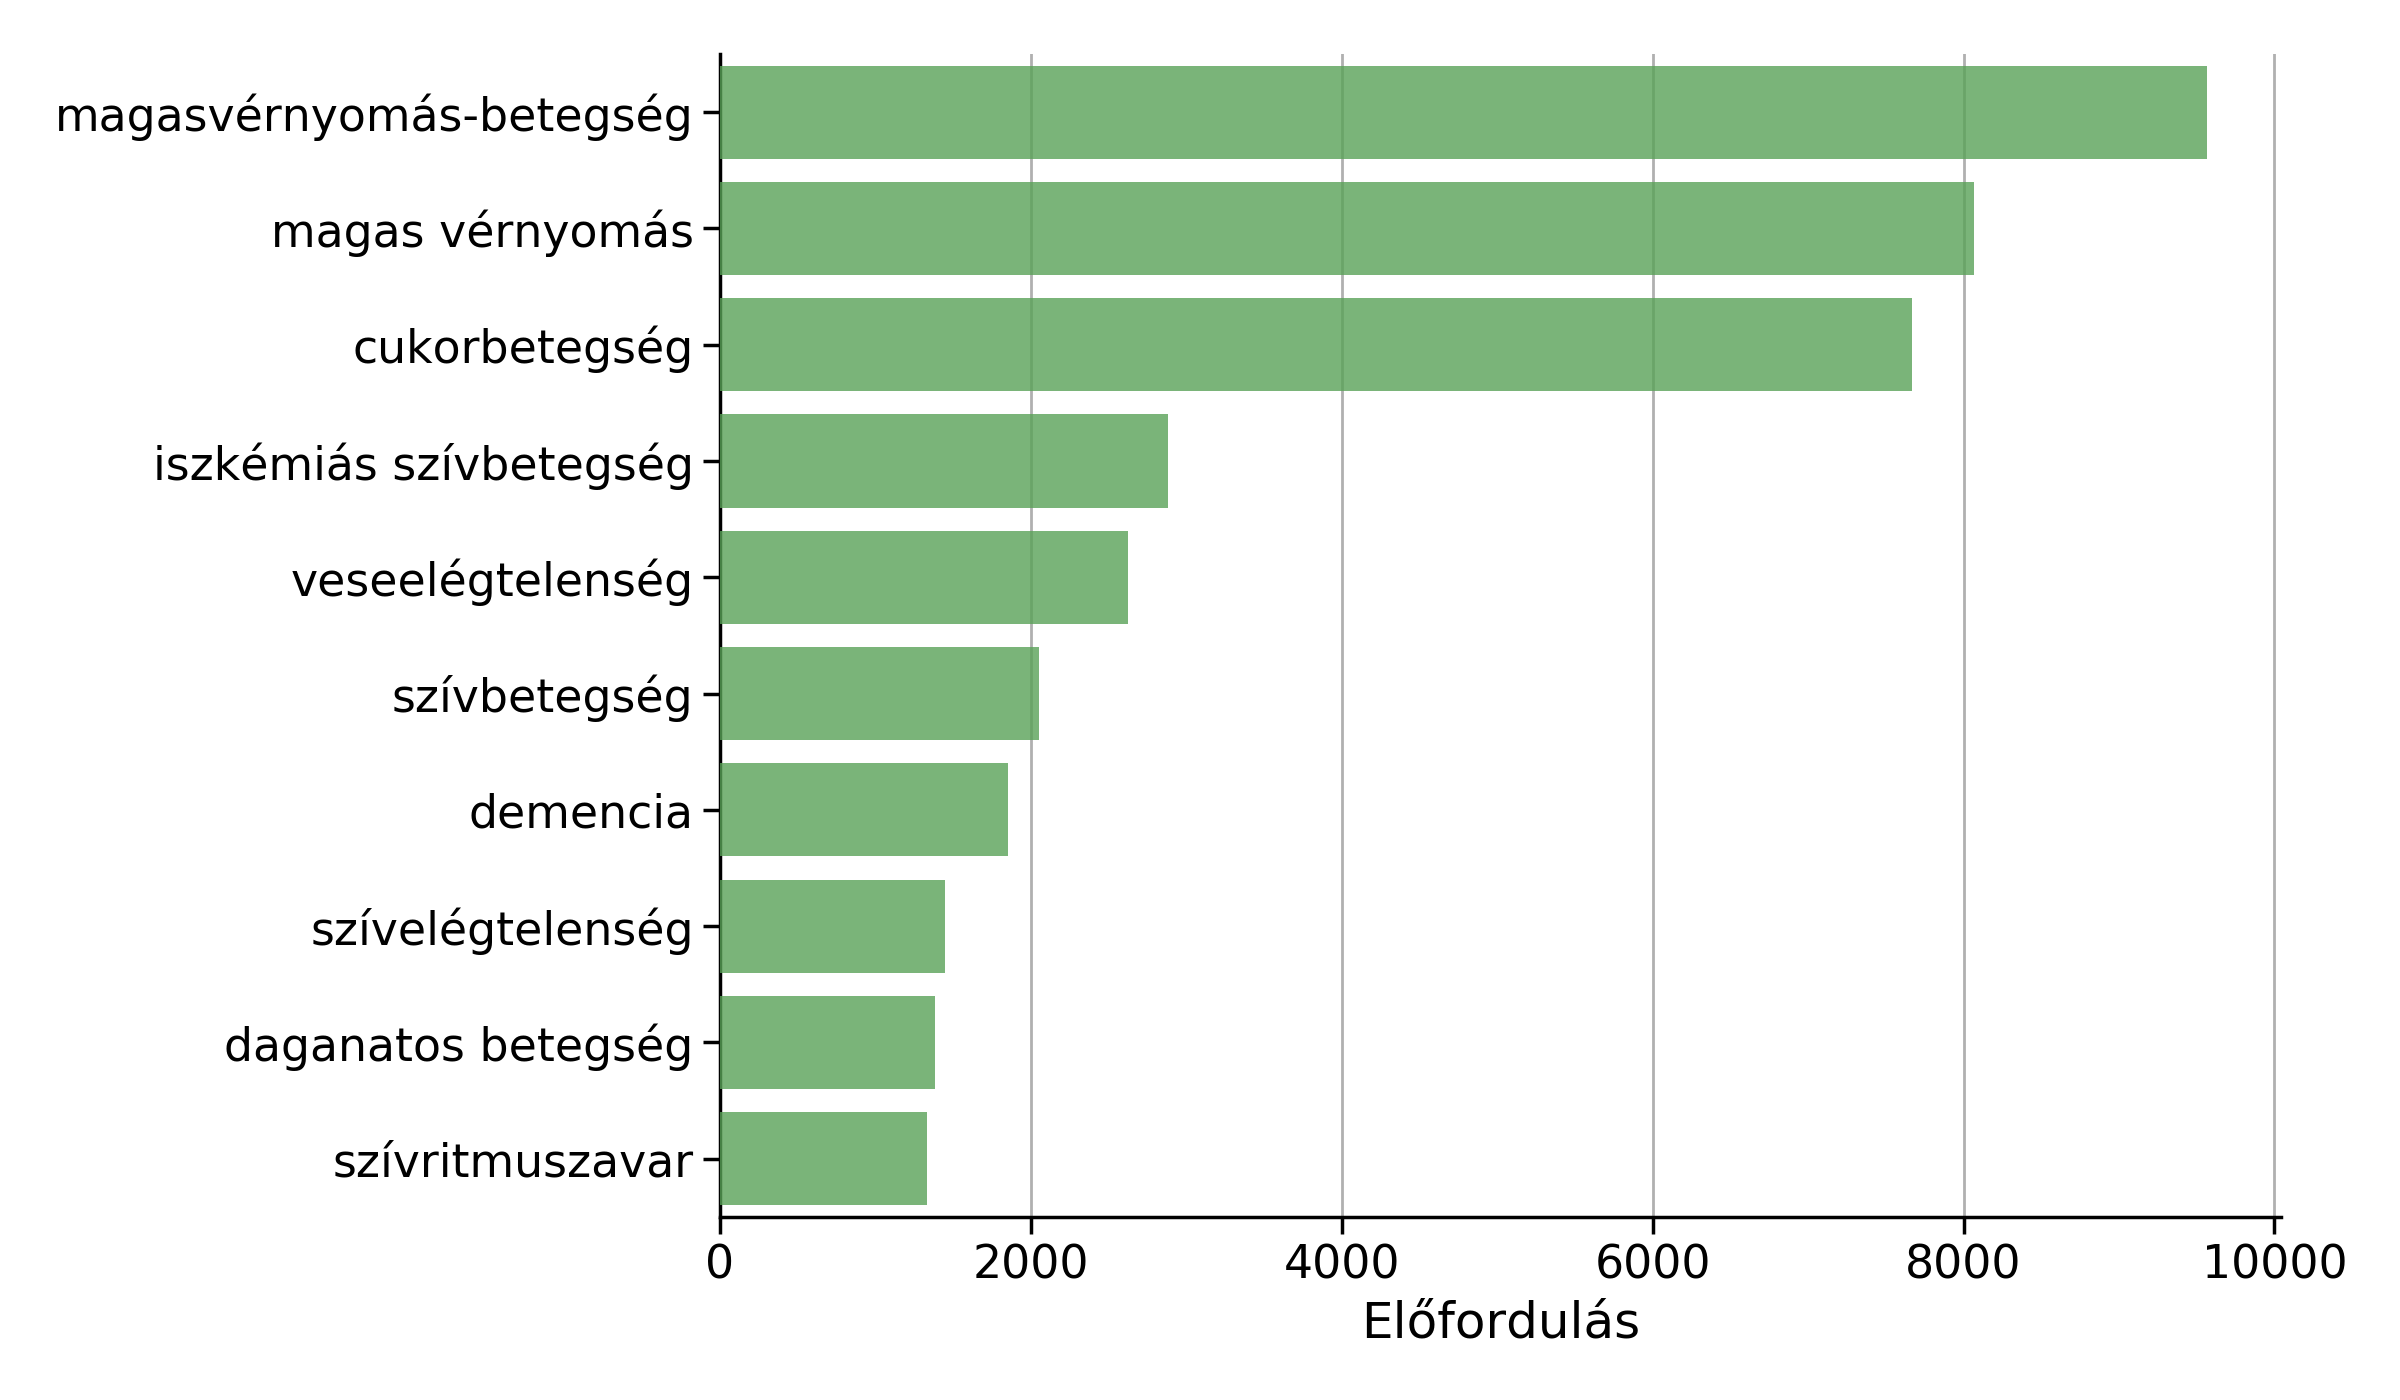 magasvérnyomás-betegség
magas vérnyomás
cukorbetegség
iszkémiás szívbetegség
veseelégtelenség
szívbetegség
demencia
szívelégtelenség
daganatos betegség
szívritmuszavar
0 2000 4000 6000 8000 10000
Előfordulás